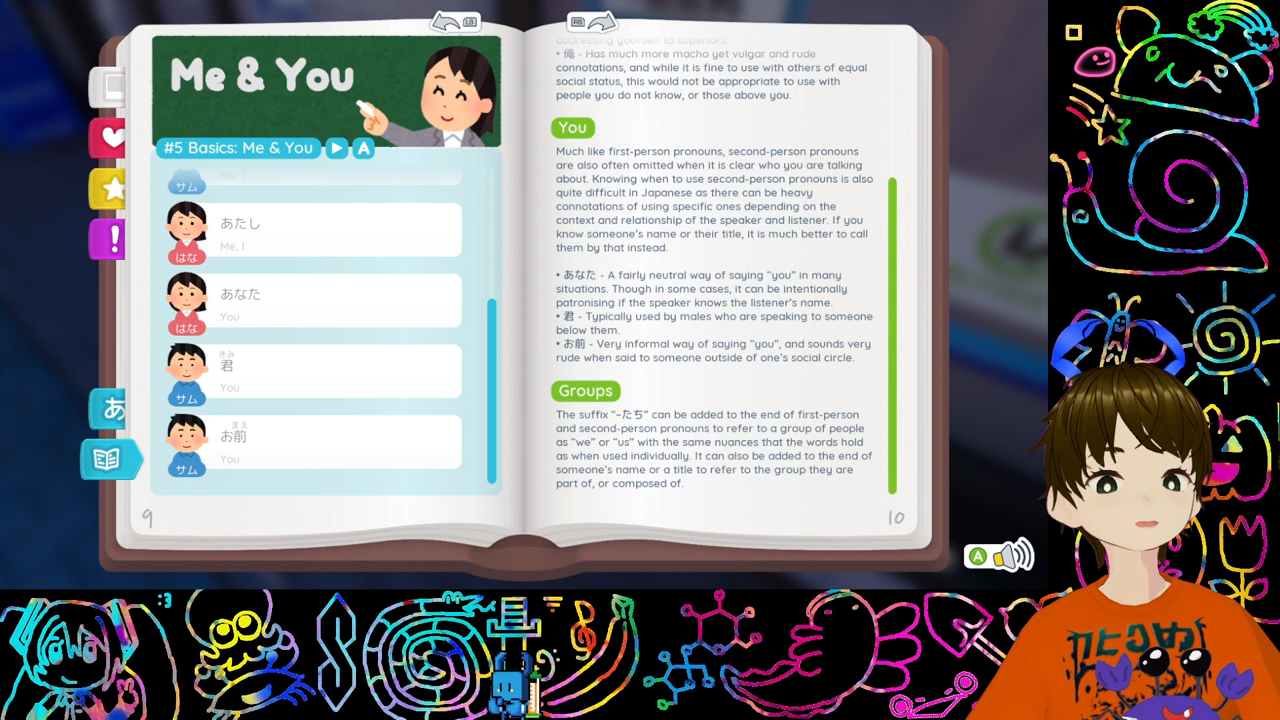 LB
RB
Me & You
#5 Basics: Me & You
A
Me, I
サム
あたし
Me, I
はな
あなた
You
はな
きみ
君
You
サム
まえ
お前
You
サム
あ
9
addressing yourself to superiors.
• 俺 - Has much more macho yet vulgar and rude
connotations, and while it is fine to use with others of equal
social status, this would not be appropriate to use with
people you do not know, or those above you.
You
Much like first-person pronouns, second-person pronouns
are also often omitted when it is clear who you are talking
about. Knowing when to use second-person pronouns is also
quite difficult in Japanese as there can be heavy
connotations of using specific ones depending on the
context and relationship of the speaker and listener. If you
know someone's name or their title, it is much better to call
them by that instead.
• あなた - A fairly neutral way of saying "you" in many
situations. Though in some cases, it can be intentionally
patronising if the speaker knows the listener's name.
• 君 - Typically used by males who are speaking to someone
below them.
• お前 - Very informal way of saying "you", and sounds very
rude when said to someone outside of one's social circle.
Groups
The suffix "~たち" can be added to the end of first-person
and second-person pronouns to refer to a group of people
as "we" or "us" with the same nuances that the words hold
as when used individually. It can also be added to the end of
someone's name or a title to refer to the group they are
part of, or composed of.
10
A
:3